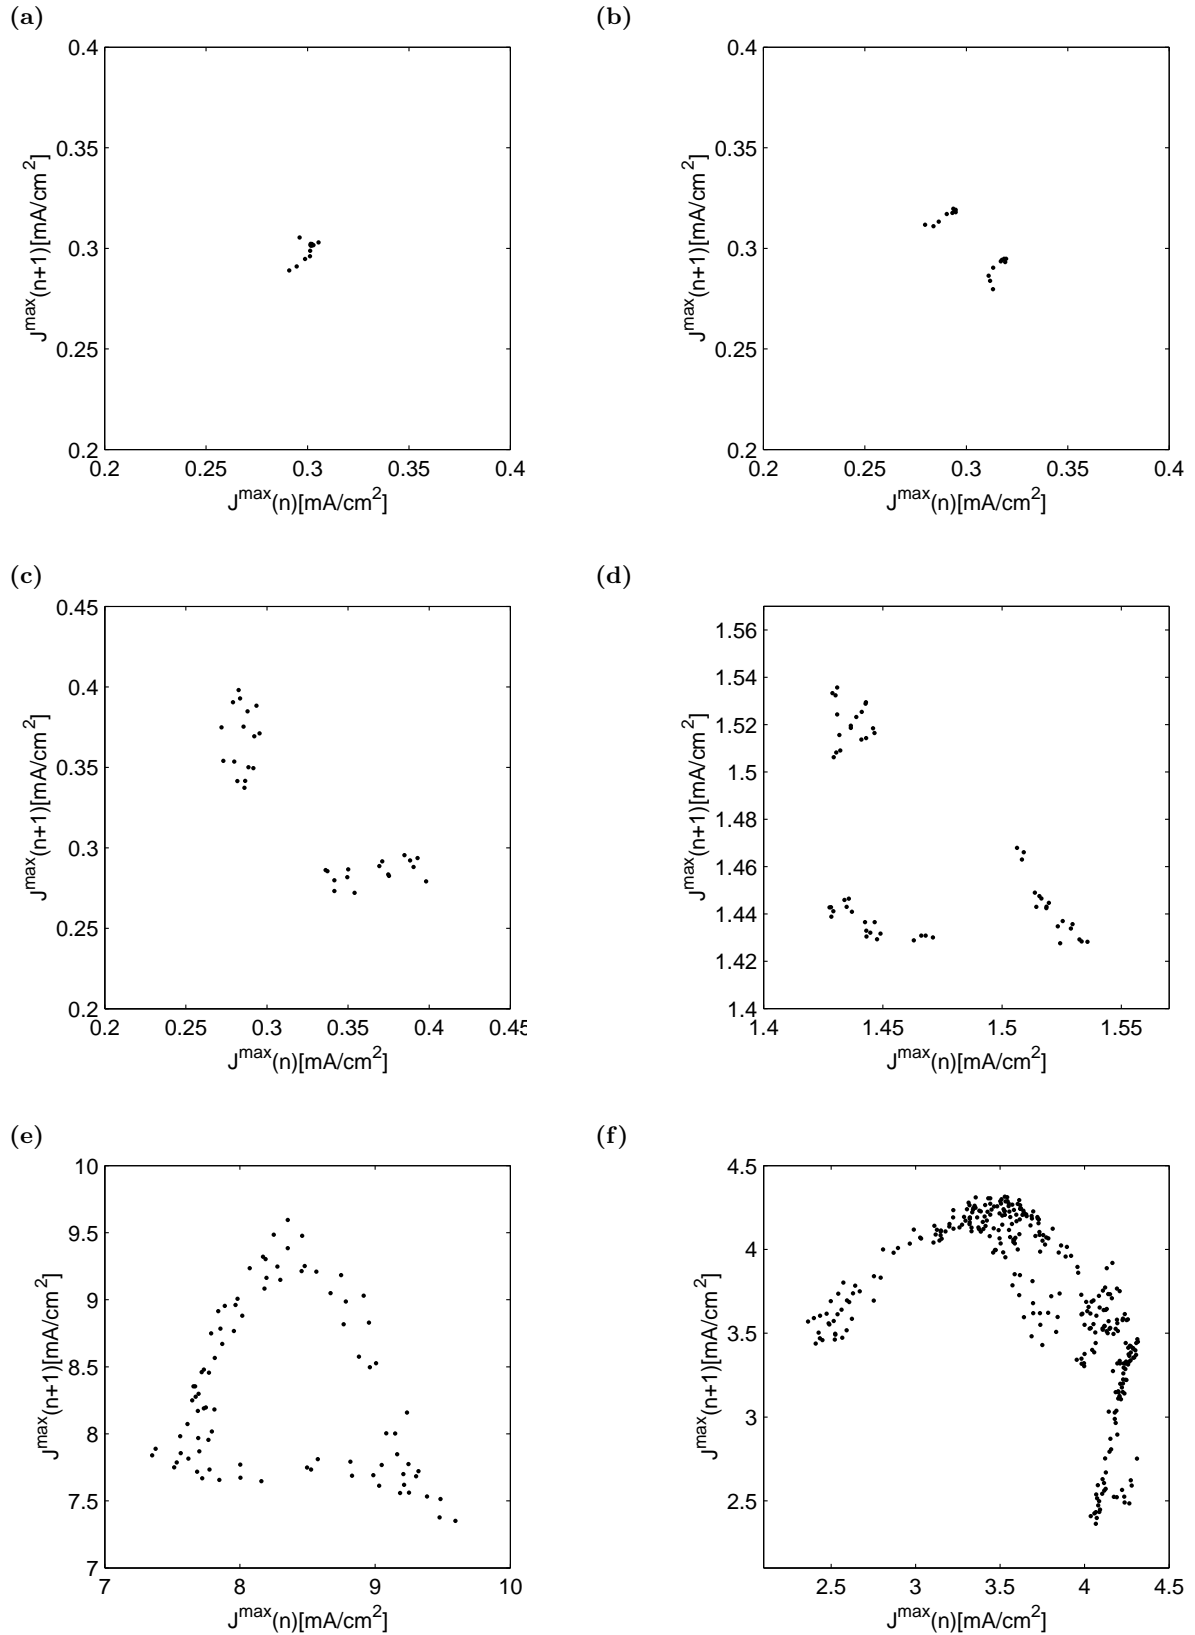 (a)
0.4
0.35
0.3
0.25
0.2
0.2 0.25 0.3 0.35 0.4
J^max(n)[mA/cm^2]
J^max(n+1)[mA/cm^2]
(b)
0.4
0.35
0.3
0.25
0.2
0.2 0.25 0.3 0.35 0.4
J^max(n)[mA/cm^2]
J^max(n+1)[mA/cm^2]
(c)
0.45
0.4
0.35
0.3
0.25
0.2
0.2 0.25 0.3 0.35 0.4 0.45
J^max(n)[mA/cm^2]
J^max(n+1)[mA/cm^2]
(d)
1.56
1.54
1.52
1.5
1.48
1.46
1.44
1.42
1.4
1.4 1.45 1.5 1.55
J^max(n)[mA/cm^2]
J^max(n+1)[mA/cm^2]
(e)
10
9.5
9
8.5
8
7.5
7
7 8 9 10
J^max(n)[mA/cm^2]
J^max(n+1)[mA/cm^2]
(f)
4.5
4
3.5
3
2.5
2.5 3 3.5 4 4.5
J^max(n)[mA/cm^2]
J^max(n+1)[mA/cm^2]